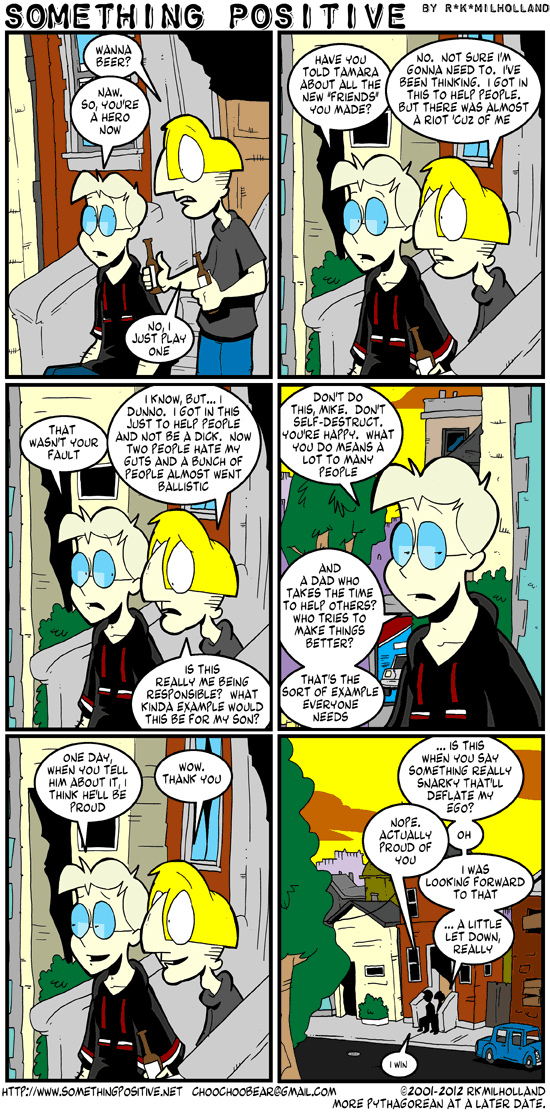 SOMETHING POSITIVE BY R*K*MILHOLLAND
WANNA
BEER?
NAW.
SO, YOU'RE
A HERO
NOW
NO, I
JUST PLAY
ONE
HAVE YOU
TOLD TAMARA
ABOUT ALL THE
NEW "FRIENDS"
YOU MADE?
NO. NOT SURE I'M
GONNA NEED TO. I'VE
BEEN THINKING. I GOT IN
THIS TO HELP PEOPLE,
BUT THERE WAS ALMOST
A RIOT 'CUZ OF ME
THAT
WASN'T YOUR
FAULT
I KNOW, BUT... I
DUNNO. I GOT IN THIS
JUST TO HELP PEOPLE
AND NOT BE A DICK. NOW
TWO PEOPLE HATE MY
GUTS AND A BUNCH OF
PEOPLE ALMOST WENT
BALLISTIC
IS THIS
REALLY ME BEING
RESPONSIBLE? WHAT
KINDA EXAMPLE WOULD
THIS BE FOR MY SON?
DON'T DO
THIS, MIKE. DON'T
SELF-DESTRUCT.
YOU'RE HAPPY. WHAT
YOU DO MEANS A
LOT TO MANY
PEOPLE
AND
A DAD WHO
TAKES THE TIME
TO HELP OTHERS?
WHO TRIES TO
MAKE THINGS
BETTER?
THAT'S THE
SORT OF EXAMPLE
EVERYONE
NEEDS
ONE DAY,
WHEN YOU TELL
HIM ABOUT IT, I
THINK HE'LL BE
PROUD
WOW.
THANK YOU
... IS THIS
WHEN YOU SAY
SOMETHING REALLY
SNARKY THAT'LL
DEFLATE MY
EGO?
NOPE.
ACTUALLY
PROUD OF
YOU
OH
I WAS
LOOKING FORWARD
TO THAT
... A LITTLE
LET DOWN,
REALLY
I WIN
HTTP://WWW.SOMETHINGPOSITIVE.NET CHOOCHOOBEAR@GMAIL.COM ©2001-2012 RKMILHOLLAND
MORE PYTHAGOREAN AT A LATER DATE.